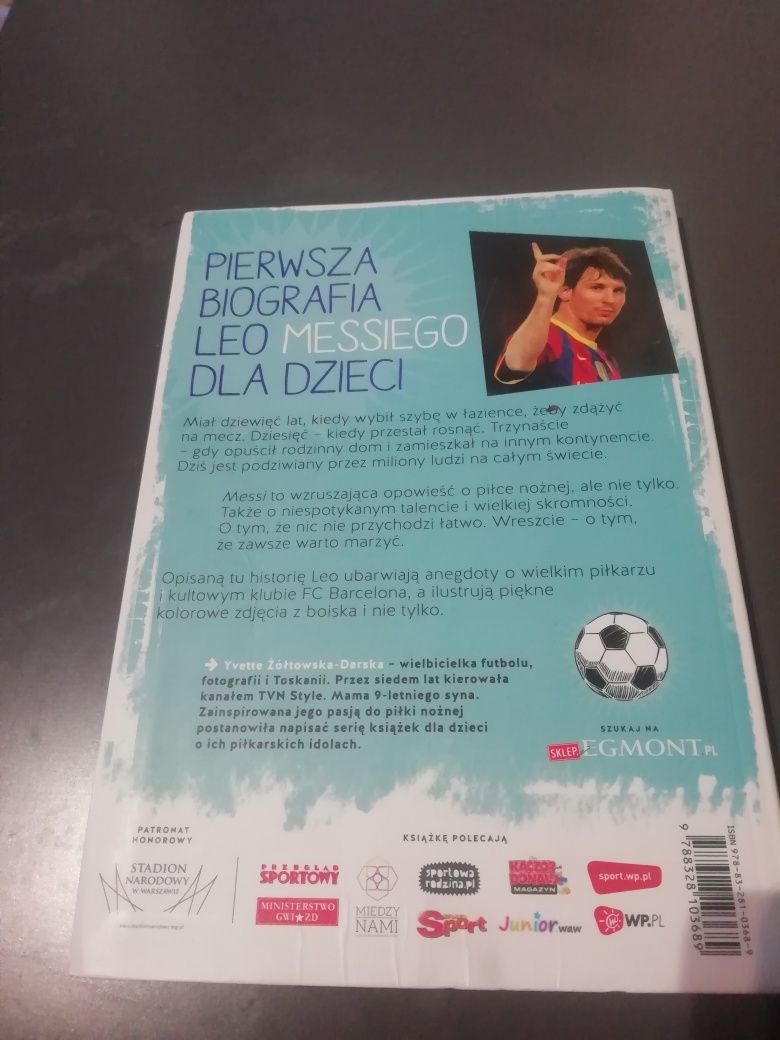 PIERWSZA
BIOGRAFIA
LEO MESSIEGO
DLA DZIECI
Miał dziewięć lat, kiedy wybił szybę w łazience, żeby zdążyć
na mecz. Dziesięć – kiedy przestał rosnąć. Trzynaście
– gdy opuścił rodzinny dom i zamieszkał na innym kontynencie.
Dziś jest podziwiany przez miliony ludzi na całym świecie.
Messi to wzruszająca opowieść o piłce nożnej, ale nie tylko.
Także o niespotykanym talencie i wielkiej skromności.
O tym, że nic nie przychodzi łatwo. Wreszcie – o tym,
że zawsze warto marzyć.
Opisaną tu historię Leo ubarwiają anegdoty o wielkim piłkarzu
i kultowym klubie FC Barcelona, a ilustrują piękne
kolorowe zdjęcia z boiska i nie tylko.
→ Yvette Żółtowska-Darska – wielbicielka futbolu,
fotografii i Toskanii. Przez siedem lat kierowała
kanałem TVN Style. Mama 9-letniego syna.
Zainspirowana jego pasją do piłki nożnej
postanowiła napisać serię książek dla dzieci
o ich piłkarskich idolach.
SZUKAJ NA
SKLEP.EGMONT.PL
PATRONAT
HONOROWY
STADION
NARODOWY
W WARSZAWIE
www.stadionnarodowy.org.pl
KSIĄŻKĘ POLECAJĄ
PRZEGLĄD
SPORTOWY
MINISTERSTWO
GWIAZD
MIĘDZY
NAMI
sportowa
rodzina.pl
Sport
KACZOR
DONALD
MAGAZYN
Juniorwaw
sport.wp.pl
WP.PL
ISBN 978-83-281-0368-9
9 788328 103689